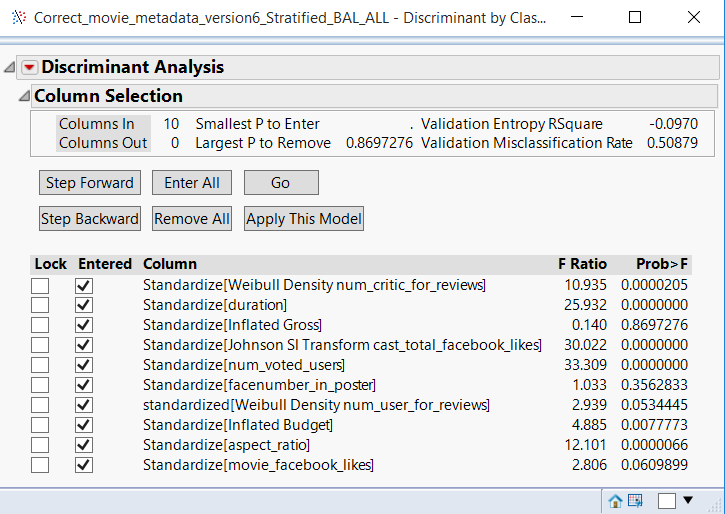 Correct_movie_metadata_version6_Stratified_BAL_ALL - Discriminant by Clas...
Discriminant Analysis
Column Selection
Columns In 10 Smallest P to Enter . Validation Entropy RSquare -0.0970
Columns Out 0 Largest P to Remove 0.8697276 Validation Misclassification Rate 0.50879
Step Forward Enter All Go
Step Backward Remove All Apply This Model
Lock Entered Column F Ratio Prob>F
Standardize[Weibull Density num_critic_for_reviews] 10.935 0.0000205
Standardize[duration] 25.932 0.0000000
Standardize[Inflated Gross] 0.140 0.8697276
Standardize[Johnson Sl Transform cast_total_facebook_likes] 30.022 0.0000000
Standardize[num_voted_users] 33.309 0.0000000
Standardize[facenumber_in_poster] 1.033 0.3562833
standardized[Weibull Density num_user_for_reviews] 2.939 0.0534445
Standardize[Inflated Budget] 4.885 0.0077773
Standardize[aspect_ratio] 12.101 0.0000066
Standardize[movie_facebook_likes] 2.806 0.0609899